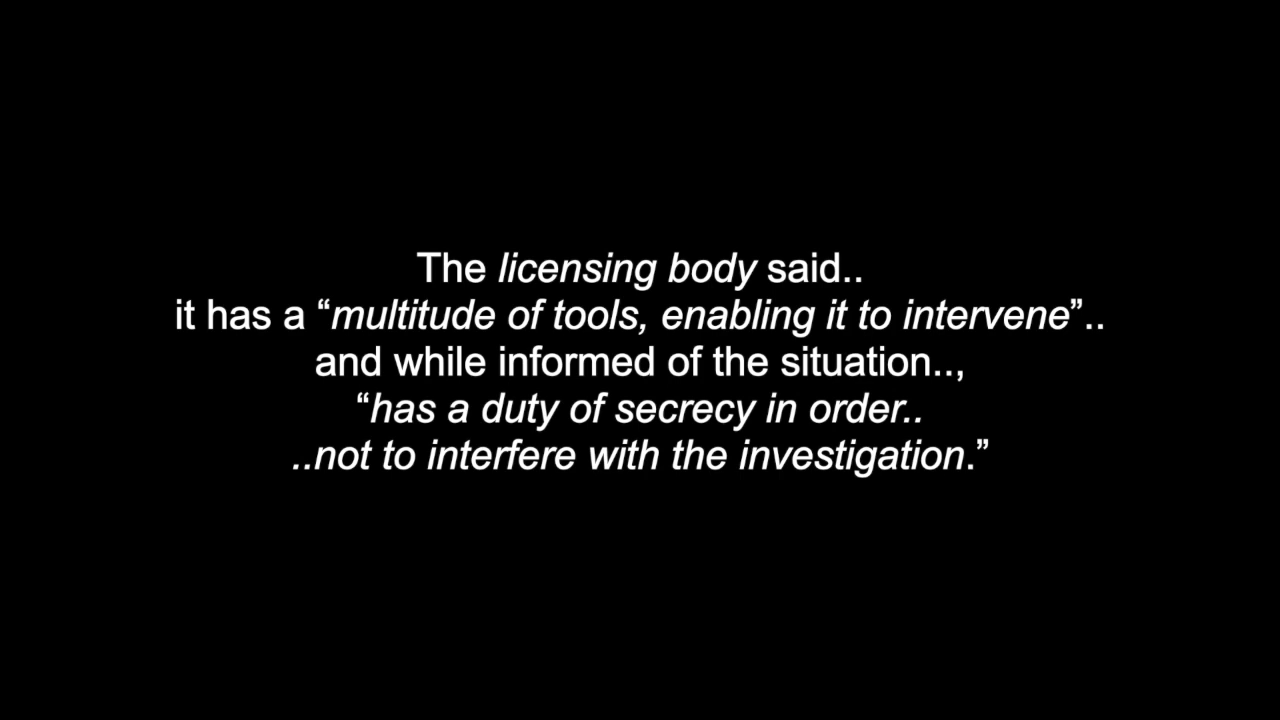 The licensing body said..
it has a “multitude of tools, enabling it to intervene”..
and while informed of the situation..,
“has a duty of secrecy in order..
..not to interfere with the investigation.”